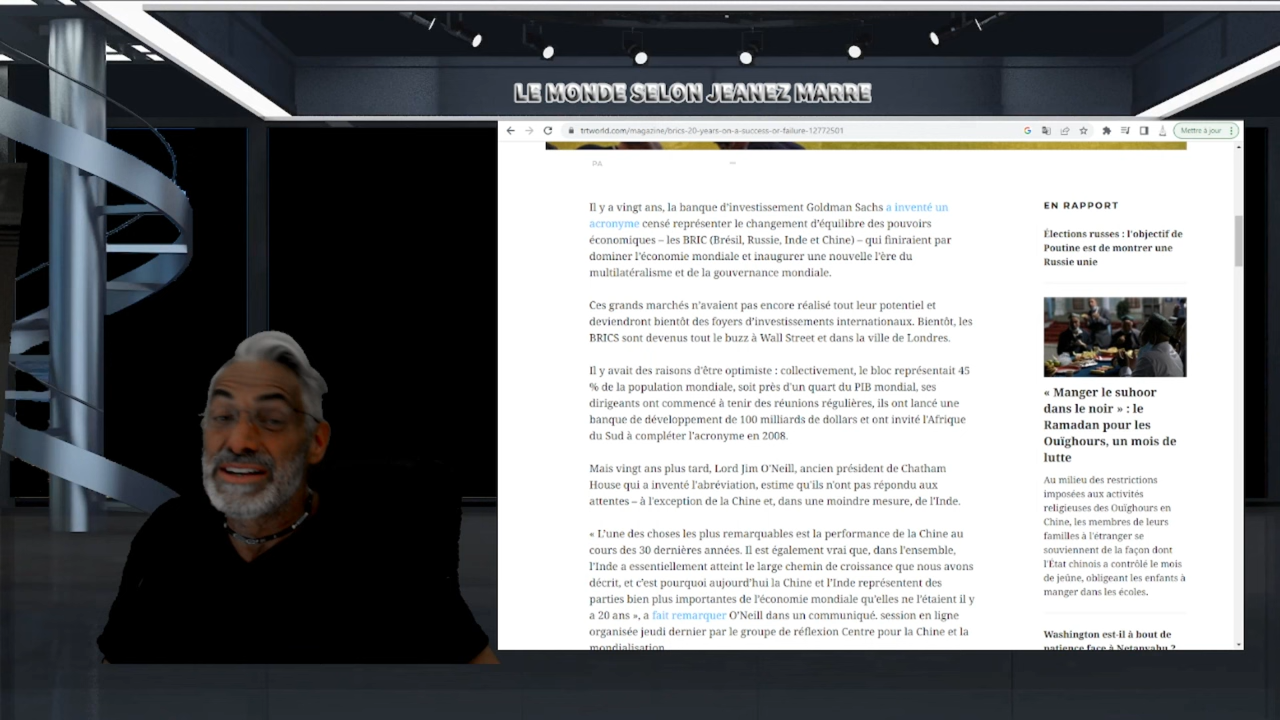 LE MONDE SELON JEANEZ MARRE
trtworld.com/magazine/brics-20-years-on-a-success-or-failure-12772501
Mettre à jour
PA
Il y a vingt ans, la banque d'investissement Goldman Sachs a inventé un
acronyme censé représenter le changement d'équilibre des pouvoirs
économiques – les BRIC (Brésil, Russie, Inde et Chine) – qui finiraient par
dominer l'économie mondiale et inaugurer une nouvelle l'ère du
multilatéralisme et de la gouvernance mondiale.
Ces grands marchés n'avaient pas encore réalisé tout leur potentiel et
deviendront bientôt des foyers d'investissements internationaux. Bientôt, les
BRICS sont devenus tout le buzz à Wall Street et dans la ville de Londres.
Il y avait des raisons d'être optimiste : collectivement, le bloc représentait 45
% de la population mondiale, soit près d'un quart du PIB mondial, ses
dirigeants ont commencé à tenir des réunions régulières, ils ont lancé une
banque de développement de 100 milliards de dollars et ont invité l'Afrique
du Sud à compléter l'acronyme en 2008.
Mais vingt ans plus tard, Lord Jim O'Neill, ancien président de Chatham
House qui a inventé l'abréviation, estime qu'ils n'ont pas répondu aux
attentes – à l'exception de la Chine et, dans une moindre mesure, de l'Inde.
« L'une des choses les plus remarquables est la performance de la Chine au
cours des 30 dernières années. Il est également vrai que, dans l'ensemble,
l'Inde a essentiellement atteint le large chemin de croissance que nous avons
décrit, et c'est pourquoi aujourd'hui la Chine et l'Inde représentent des
parties bien plus importantes de l'économie mondiale qu'elles ne l'étaient il y
a 20 ans », a fait remarquer O'Neill dans un communiqué. session en ligne
organisée jeudi dernier par le groupe de réflexion Centre pour la Chine et la
mondialisation
EN RAPPORT
Élections russes : l'objectif de
Poutine est de montrer une
Russie unie
« Manger le suhoor
dans le noir » : le
Ramadan pour les
Ouïghours, un mois de
lutte
Au milieu des restrictions
imposées aux activités
religieuses des Ouïghours en
Chine, les membres de leurs
familles à l'étranger se
souviennent de la façon dont
l'État chinois a contrôlé le mois
de jeûne, obligeant les enfants à
manger dans les écoles.
Washington est-il à bout de
patience face à Netanyahu ?